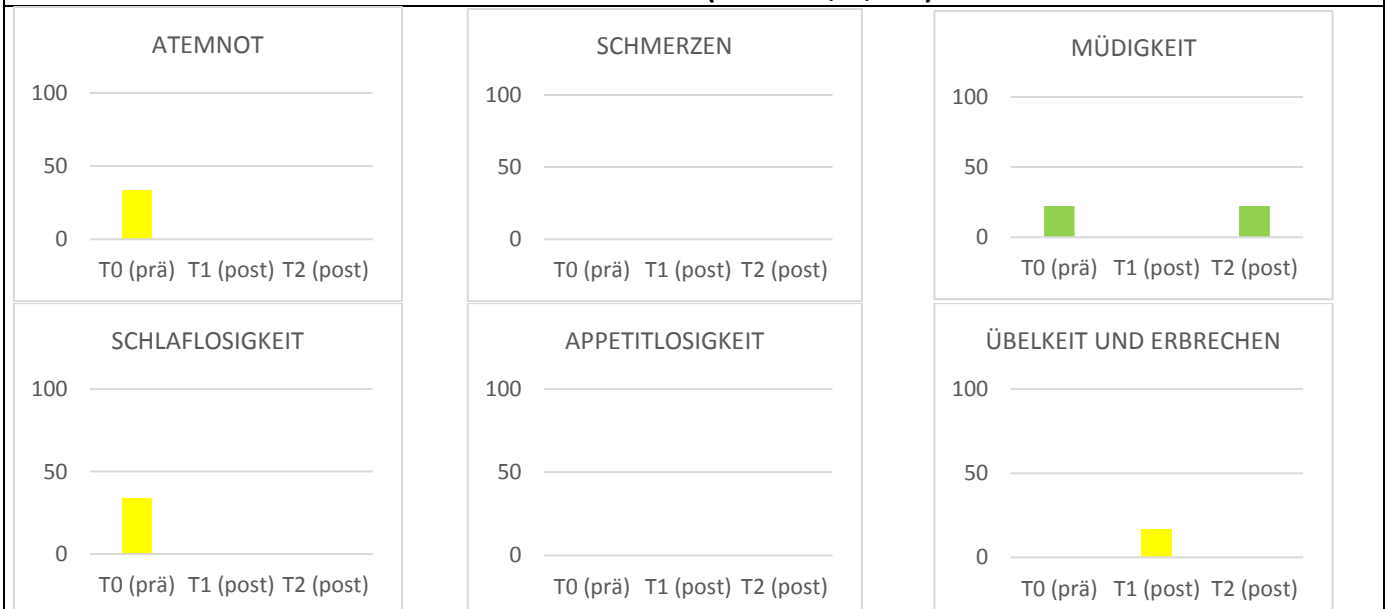 ATEMNOT
100
50
0
T0 (prä) T1 (post) T2 (post)
SCHMERZEN
100
50
0
T0 (prä) T1 (post) T2 (post)
MÜDIGKEIT
100
50
0
T0 (prä) T1 (post) T2 (post)
SCHLAFLOSIGKEIT
100
50
0
T0 (prä) T1 (post) T2 (post)
APPETITLOSIGKEIT
100
50
0
T0 (prä) T1 (post) T2 (post)
ÜBELKEIT UND ERBRECHEN
100
50
0
T0 (prä) T1 (post) T2 (post)